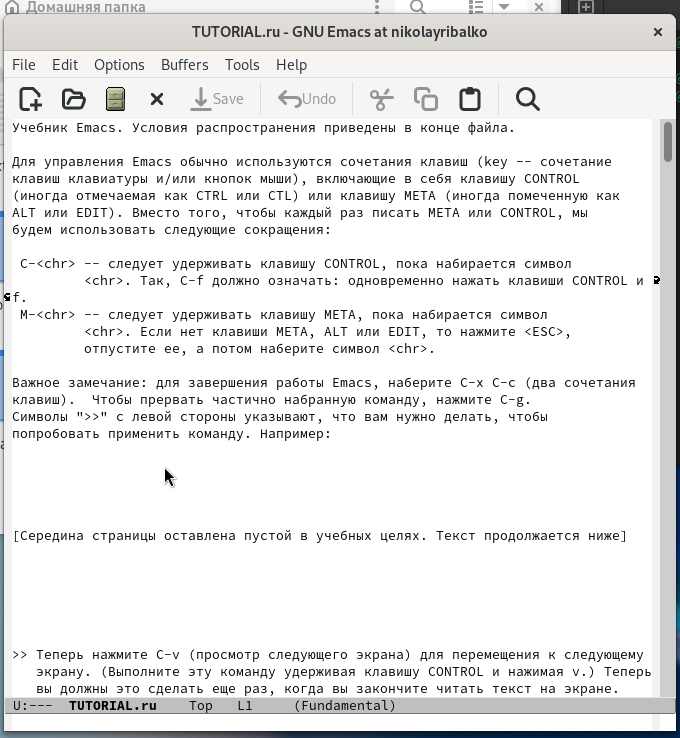 Домашняя папка
TUTORIAL.ru - GNU Emacs at nikolayribalko
File Edit Options Buffers Tools Help
Save Undo
Учебник Emacs. Условия распространения приведены в конце файла.
Для управления Emacs обычно используются сочетания клавиш (key -- сочетание
клавиш клавиатуры и/или кнопок мыши), включающие в себя клавишу CONTROL
(иногда отмечаемая как CTRL или CTL) или клавишу META (иногда помеченную как
ALT или EDIT). Вместо того, чтобы каждый раз писать META или CONTROL, мы
будем использовать следующие сокращения:
C-<chr> -- следует удерживать клавишу CONTROL, пока набирается символ
<chr>. Так, C-f должно означать: одновременно нажать клавиши CONTROL и
f.
M-<chr> -- следует удерживать клавишу META, пока набирается символ
<chr>. Если нет клавиши META, ALT или EDIT, то нажмите <ESC>,
отпустите ее, а потом наберите символ <chr>.
Важное замечание: для завершения работы Emacs, наберите C-x C-c (два сочетания
клавиш).  Чтобы прервать частично набранную команду, нажмите C-g.
Символы ">>" с левой стороны указывают, что вам нужно делать, чтобы
попробовать применить команду. Например:
[Середина страницы оставлена пустой в учебных целях. Текст продолжается ниже]
>> Теперь нажмите C-v (просмотр следующего экрана) для перемещения к следующему
экрану. (Выполните эту команду удерживая клавишу CONTROL и нажимая v.) Теперь
вы должны это сделать еще раз, когда вы закончите читать текст на экране.
U:--- TUTORIAL.ru Top L1 (Fundamental)